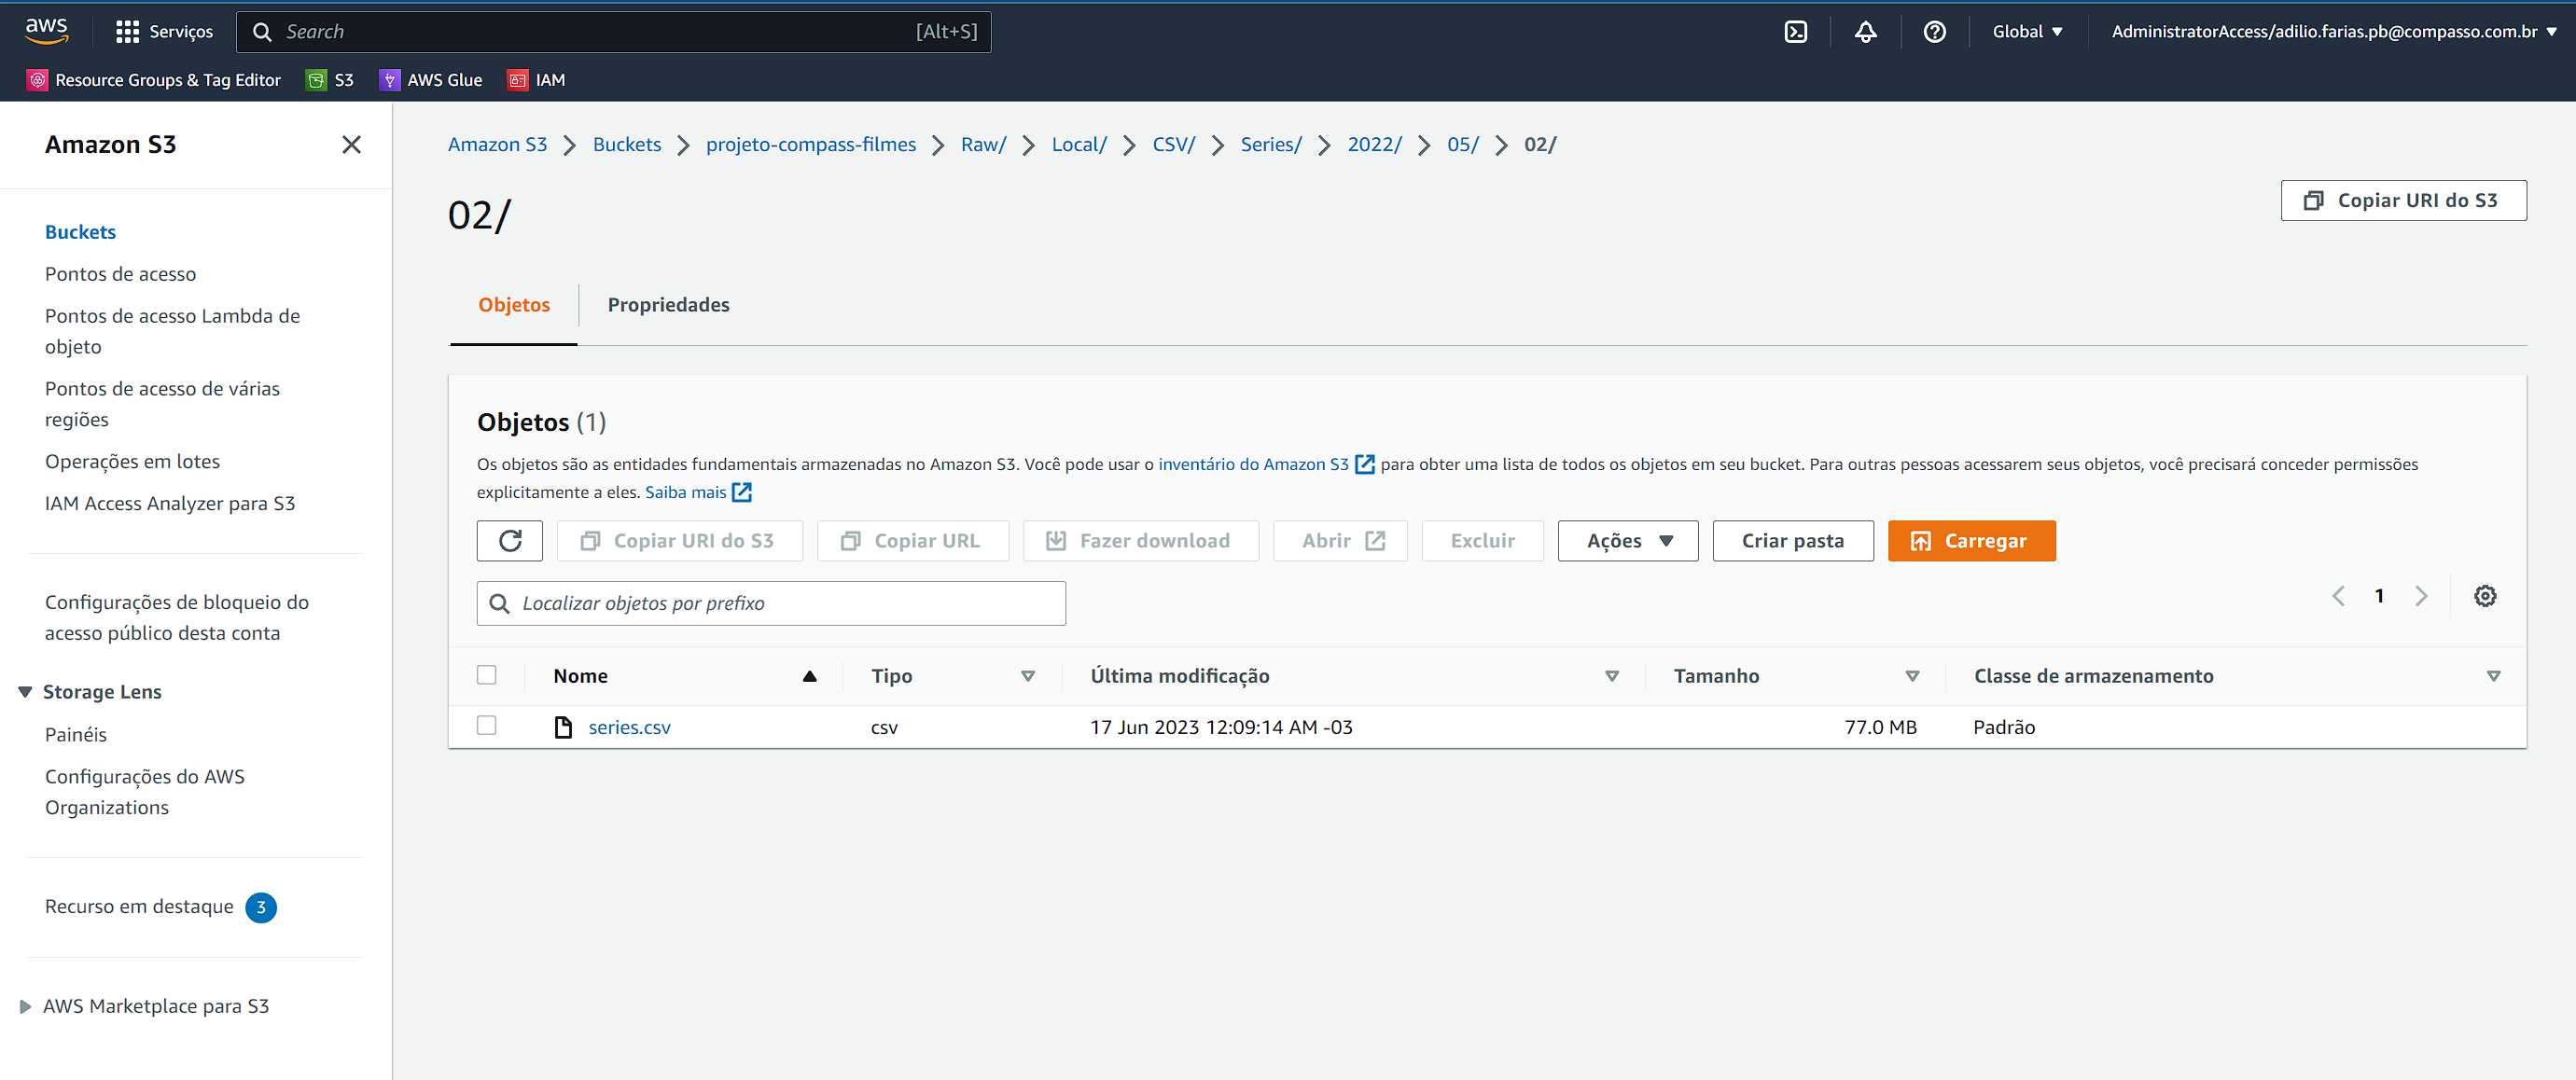 aws
Serviços
Search
[Alt+S]
Global
AdministratorAccess/adilio.farias.pb@compasso.com.br
Resource Groups & Tag Editor
S3
AWS Glue
IAM
Amazon S3
Buckets
Pontos de acesso
Pontos de acesso Lambda de
objeto
Pontos de acesso de várias
regiões
Operações em lotes
IAM Access Analyzer para S3
Configurações de bloqueio do
acesso público desta conta
Storage Lens
Painéis
Configurações do AWS
Organizations
Recurso em destaque 3
AWS Marketplace para S3
Amazon S3 Buckets projeto-compass-filmes Raw/ Local/ CSV/ Series/ 2022/ 05/ 02/
02/
Copiar URI do S3
Objetos
Propriedades
Objetos (1)
Os objetos são as entidades fundamentais armazenadas no Amazon S3. Você pode usar o inventário do Amazon S3 para obter uma lista de todos os objetos em seu bucket. Para outras pessoas acessarem seus objetos, você precisará conceder permissões
explicitamente a eles. Saiba mais
Copiar URI do S3
Copiar URL
Fazer download
Abrir
Excluir
Ações
Criar pasta
Carregar
Localizar objetos por prefixo
1
Nome Tipo Última modificação Tamanho Classe de armazenamento
series.csv csv 17 Jun 2023 12:09:14 AM -03 77.0 MB Padrão